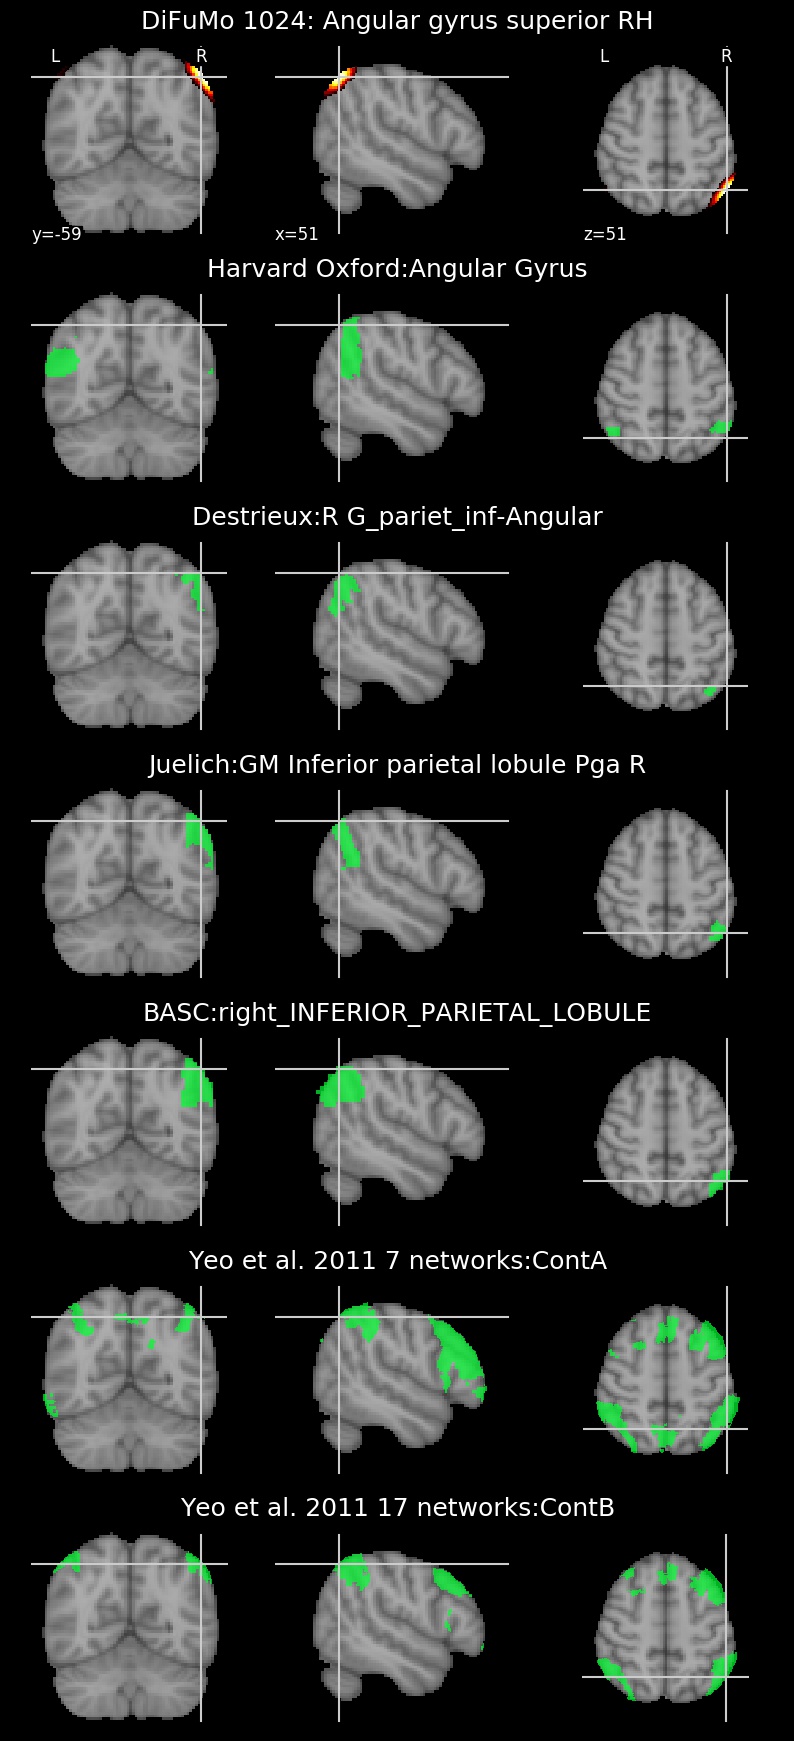 DiFuMo 1024: Angular gyrus superior RH
L R L R
y=-59 x=51 z=51
Harvard Oxford:Angular Gyrus
Destrieux:R G_pariet_inf-Angular
Juelich:GM Inferior parietal lobule Pga R
BASC:right_INFERIOR_PARIETAL_LOBULE
Yeo et al. 2011 7 networks:ContA
Yeo et al. 2011 17 networks:ContB